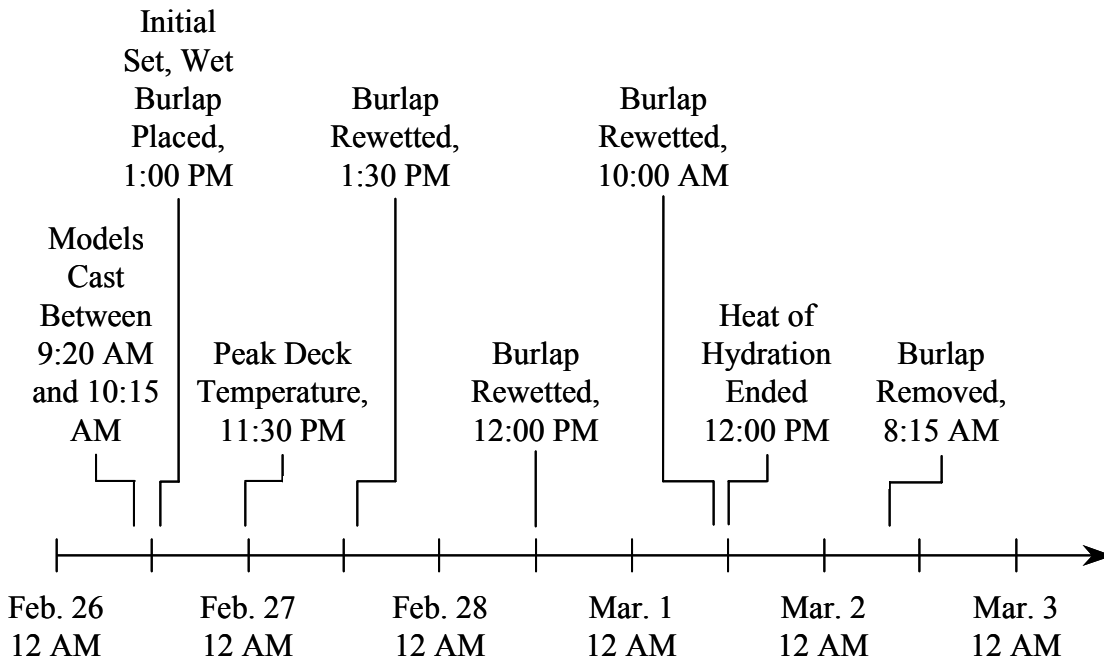 Initial
Set, Wet
Burlap
Placed,
1:00 PM
Burlap
Rewetted,
1:30 PM
Burlap
Rewetted,
10:00 AM
Models
Cast
Between
9:20 AM
and 10:15
AM
Peak Deck
Temperature,
11:30 PM
Burlap
Rewetted,
12:00 PM
Heat of
Hydration
Ended
12:00 PM
Burlap
Removed,
8:15 AM
Feb. 26
12 AM
Feb. 27
12 AM
Feb. 28
12 AM
Mar. 1
12 AM
Mar. 2
12 AM
Mar. 3
12 AM